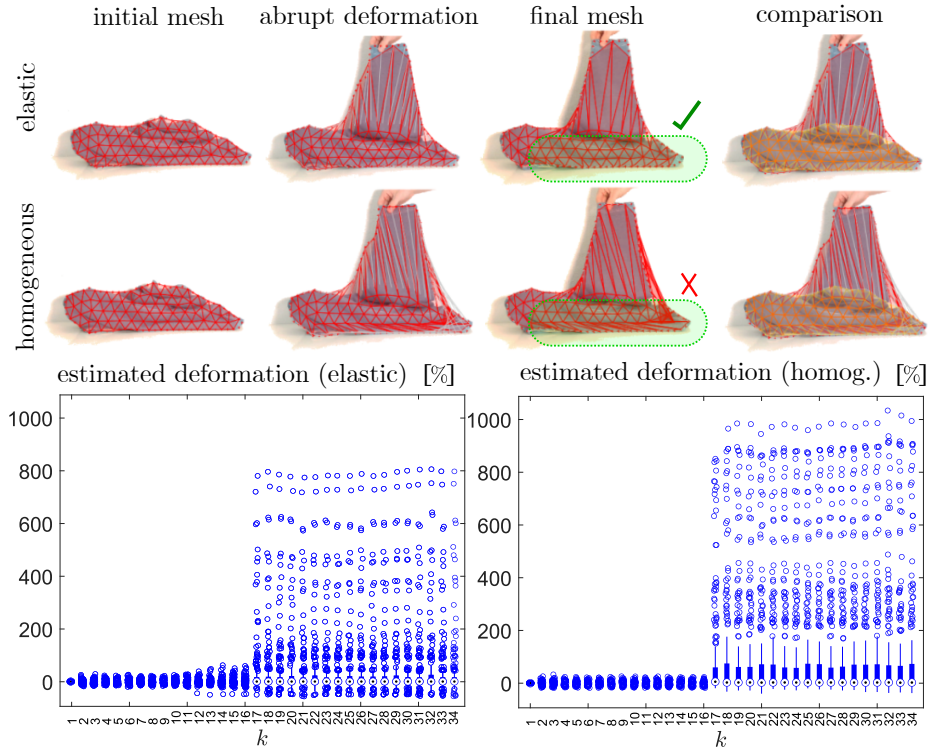 initial mesh abrupt deformation final mesh comparison
elastic
homogeneous
estimated deformation (elastic) [%]
estimated deformation (homog.) [%]
1000
800
600
400
200
0
1 2 3 4 5 6 7 8 9 10 11 12 13 14 15 16 17 18 19 20 21 22 23 24 25 26 27 28 29 30 31 32 33 34
k
1000
800
600
400
200
0
1 2 3 4 5 6 7 8 9 10 11 12 13 14 15 16 17 18 19 20 21 22 23 24 25 26 27 28 29 30 31 32 33 34
k